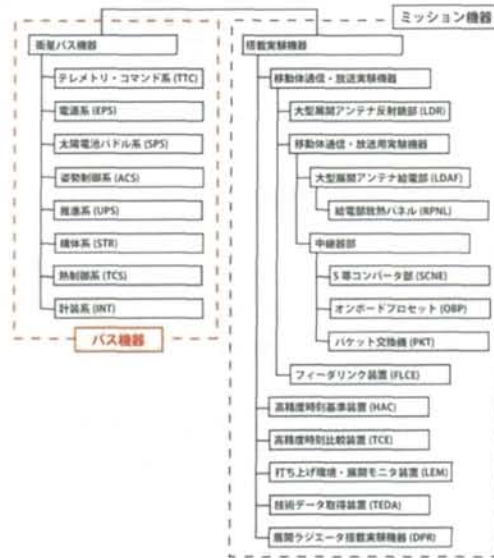 ミッション機器
衛星バス機器
テレメトリ・コマンド系 (TTC)
電源系 (EPS)
太陽電池パドル系 (SPS)
姿勢制御系 (ACS)
推進系 (UPS)
構体系 (STR)
熱制御系 (TCS)
計装系 (INT)
バス機器
搭載実験機器
移動体通信・放送実験機器
大型展開アンテナ反射鏡部 (LDR)
移動体通信・放送用実験機器
大型展開アンテナ給電部 (LDAF)
給電部放熱パネル (RPNL)
中継器部
S帯コンバータ部 (SCNE)
オンボードプロセット (OBP)
パケット交換機 (PKT)
フィーダリンク装置 (FLCE)
高精度時刻基準装置 (HAC)
高精度時刻比較装置 (TCE)
打ち上げ環境・展開モニタ装置 (LEM)
技術データ取得装置 (TEDA)
展開ラジエータ搭載実験機器 (DPR)